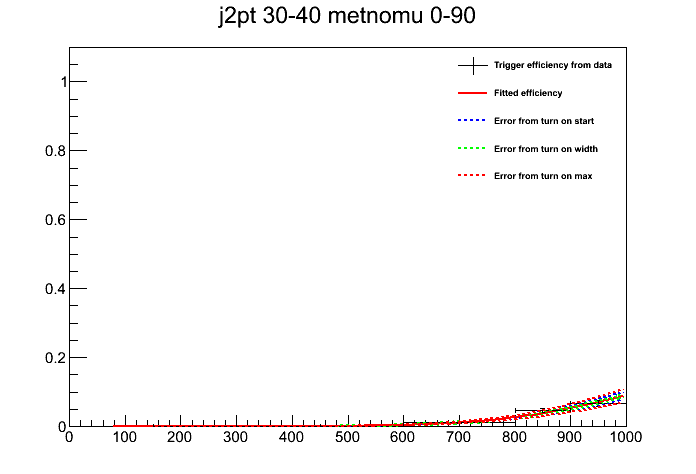 j2pt 30-40 metnomu 0-90
Trigger efficiency from data
Fitted efficiency
Error from turn on start
Error from turn on width
Error from turn on max
1
0.8
0.6
0.4
0.2
0
0 100 200 300 400 500 600 700 800 900 1000